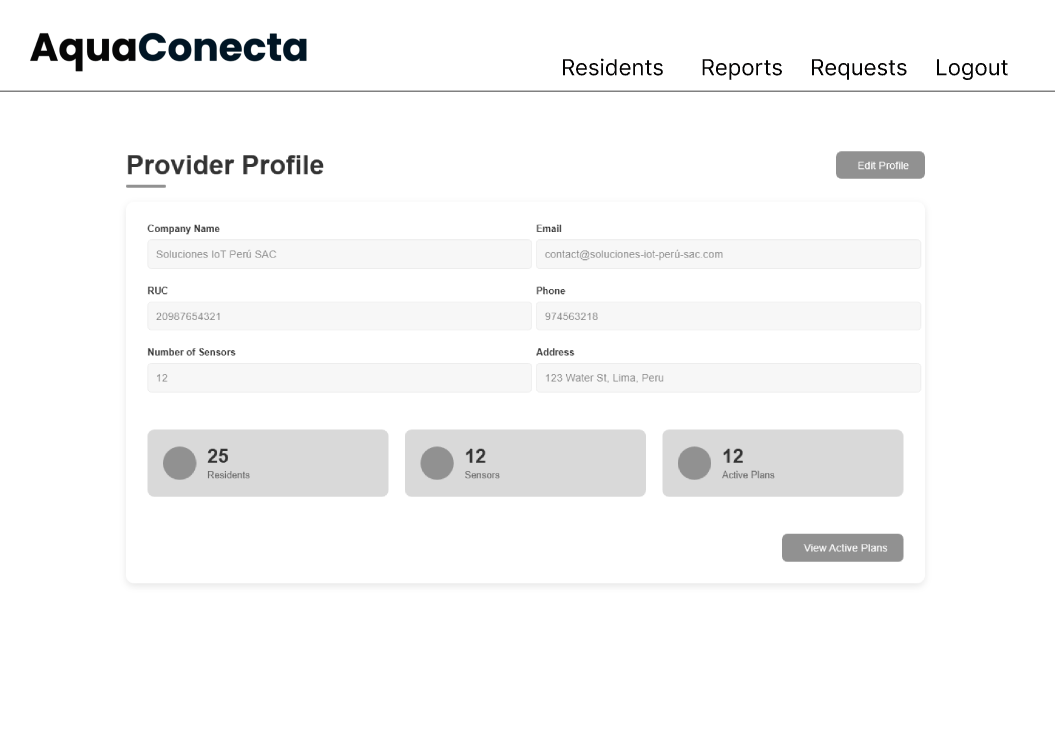 AquaConecta
Residents Reports Requests Logout
Provider Profile
Edit Profile
Company Name
Soluciones IoT Perú SAC
Email
contact@soluciones-iot-perú-sac.com
RUC
20987654321
Phone
974563218
Number of Sensors
12
Address
123 Water St, Lima, Peru
25
Residents
12
Sensors
12
Active Plans
View Active Plans